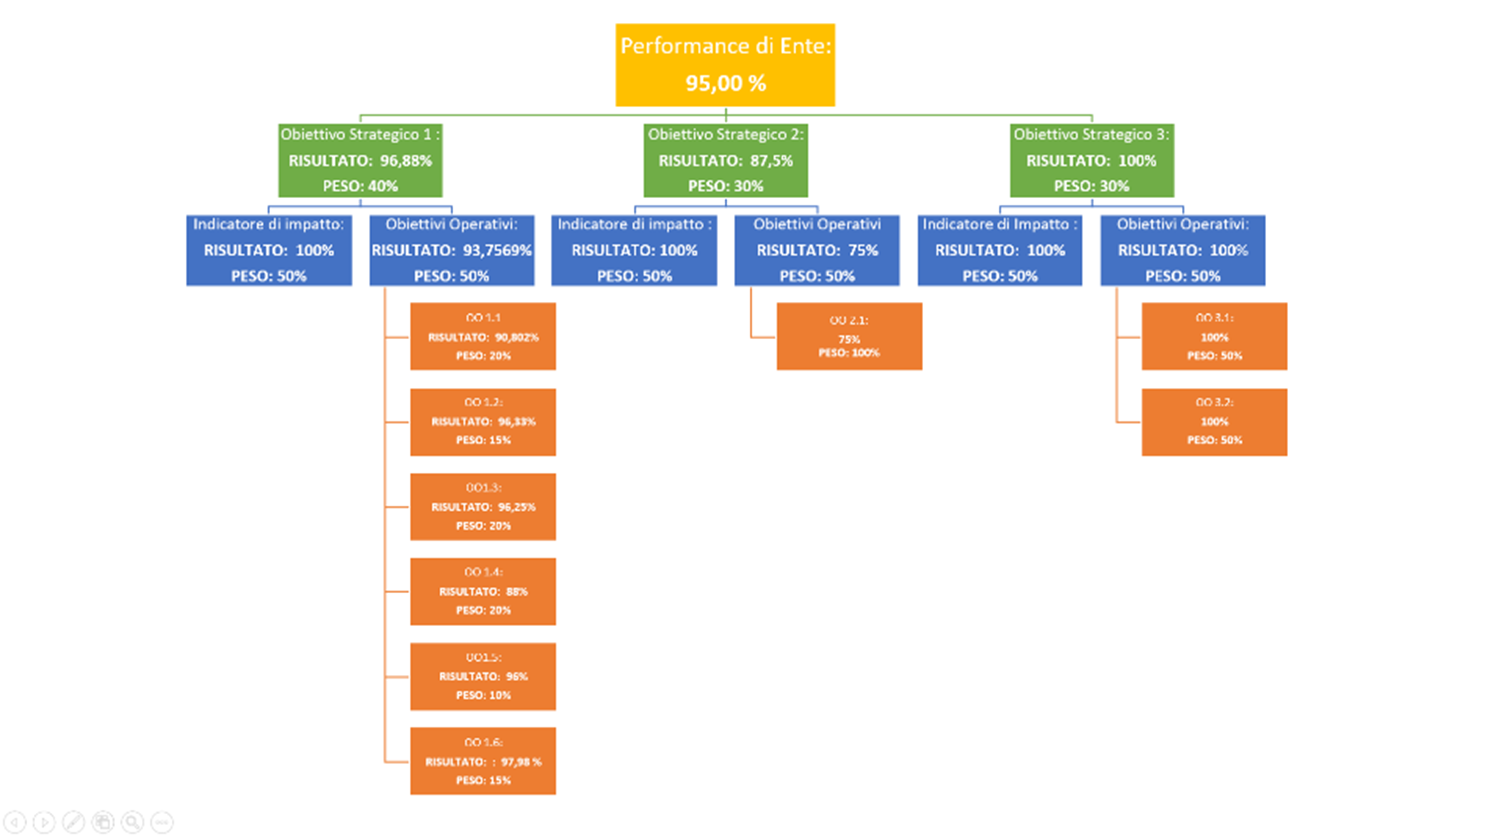 Performance di Ente:
95,00 %
Obiettivo Strategico 1 :
RISULTATO: 96,88%
PESO: 40%
Obiettivo Strategico 2:
RISULTATO: 87,5%
PESO: 30%
Obiettivo Strategico 3:
RISULTATO: 100%
PESO: 30%
Indicatore di impatto:
RISULTATO: 100%
PESO: 50%
Obiettivi Operativi:
RISULTATO: 93,7569%
PESO: 50%
Indicatore di impatto :
RISULTATO: 100%
PESO: 50%
Obiettivi Operativi
RISULTATO: 75%
PESO: 50%
Indicatore di Impatto :
RISULTATO: 100%
PESO: 50%
Obiettivi Operativi:
RISULTATO: 100%
PESO: 50%
OO 1.1
RISULTATO: 90,802%
PESO: 20%
OO 1.2:
RISULTATO: 96,33%
PESO: 15%
OO1.3:
RISULTATO: 96,25%
PESO: 20%
OO 1.4:
RISULTATO: 88%
PESO: 20%
OO1.5:
RISULTATO: 96%
PESO: 10%
OO 1.6:
RISULTATO: : 97,98 %
PESO: 15%
OO 2.1:
75%
PESO: 100%
OO 3.1:
100%
PESO: 50%
OO 3.2:
100%
PESO: 50%